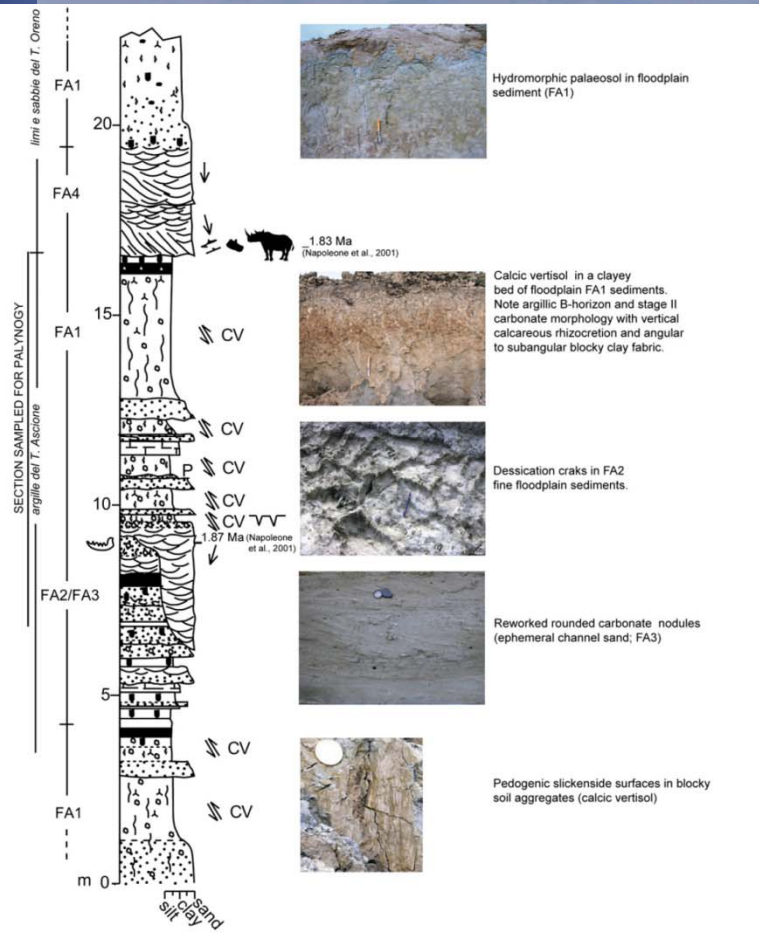 limi e sabbie del T. Oreno
FA1
20
FA4
1.83 Ma
(Napoleone et al., 2001)
Hydromorphic palaeosol in floodplain
sediment (FA1)
SECTION SAMPLED FOR PALYNOGY
argille del T. Ascione
15
FA1
CV
CV
P
CV
10
CV
CV
1.87 Ma (Napoleone
et al., 2001)
Calcic vertisol in a clayey
bed of floodplain FA1 sediments.
Note argillic B-horizon and stage II
carbonate morphology with vertical
calcareous rhizocretion and angular
to subangular blocky clay fabric.
Dessication craks in FA2
fine floodplain sediments.
FA2/FA3
Reworked rounded carbonate nodules
(ephemeral channel sand; FA3)
5
CV
FA1
CV
Pedogenic slickenside surfaces in blocky
soil aggregates (calcic vertisol)
m 0
silt
clay
sand